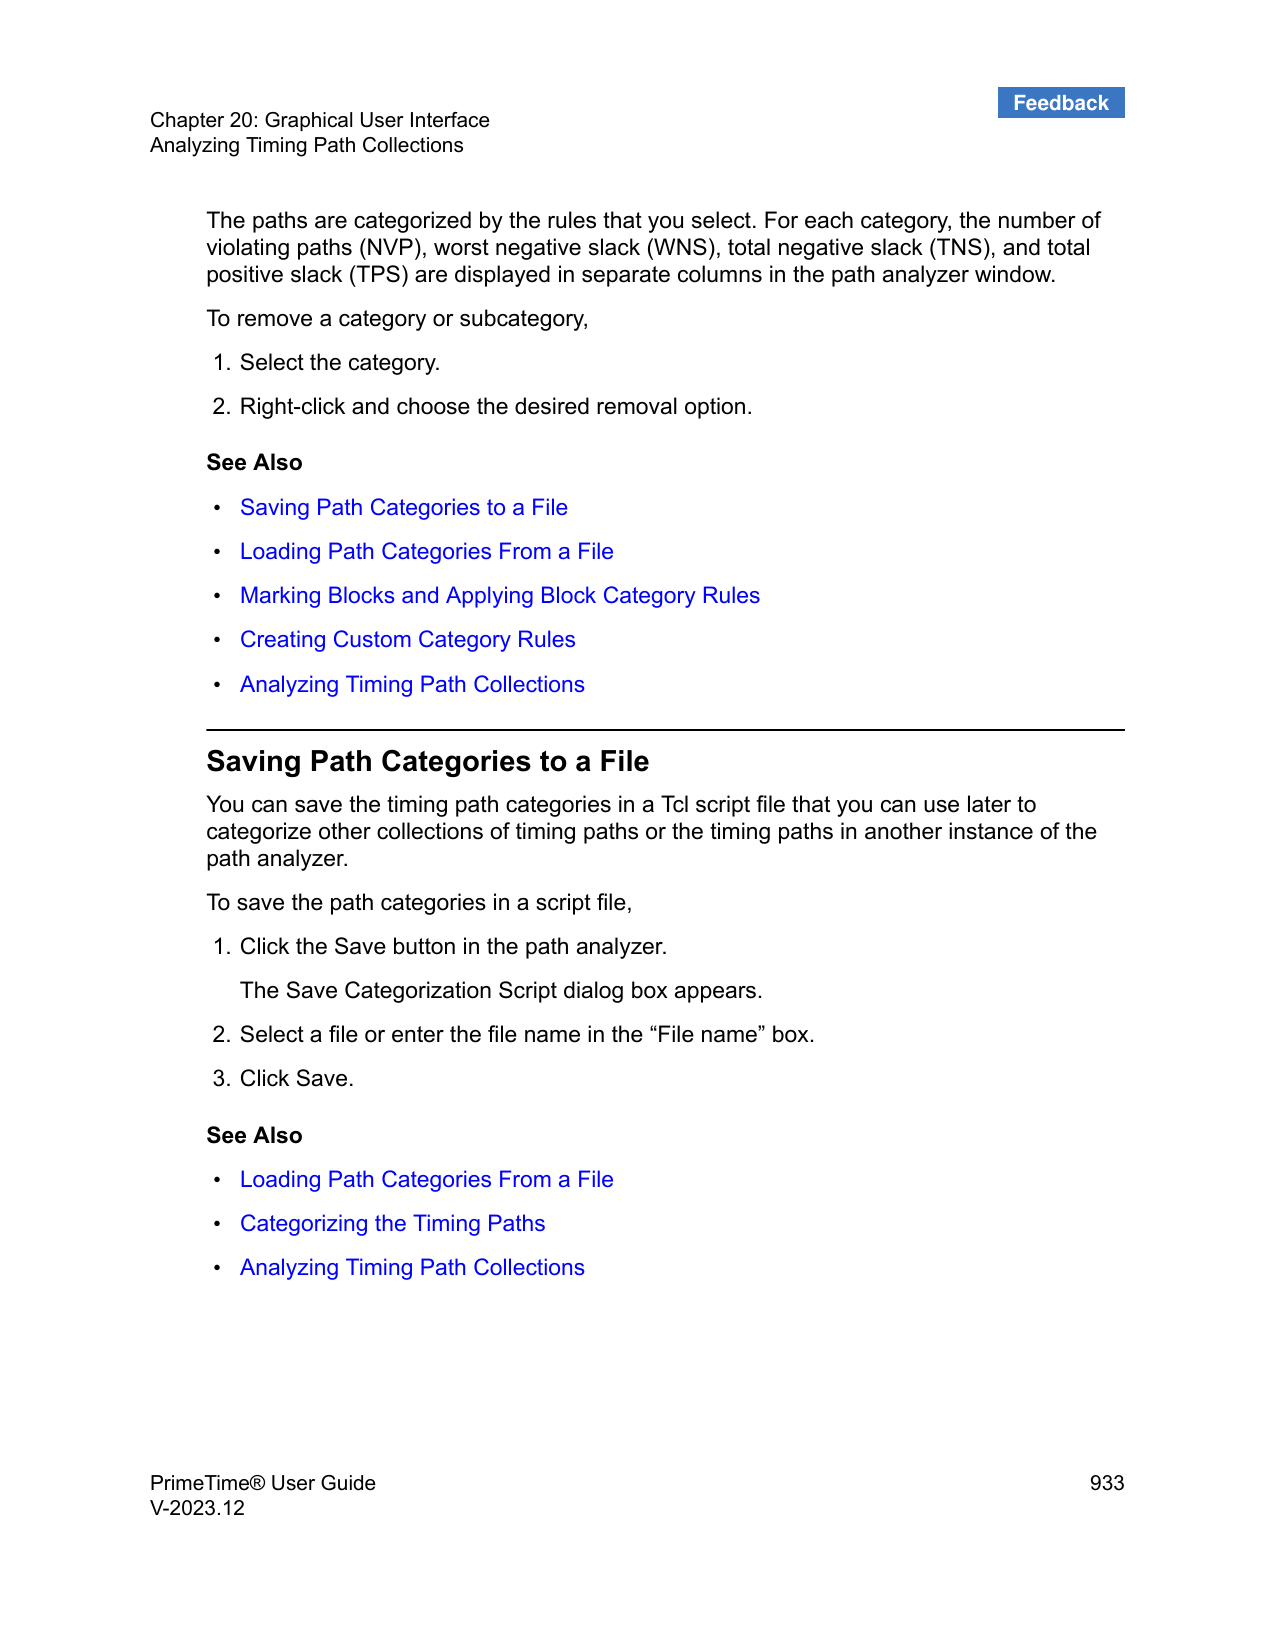 Feedback
Chapter 20: Graphical User Interface
Analyzing Timing Path Collections
The paths are categorized by the rules that you select. For each category, the number of
violating paths (NVP), worst negative slack (WNS), total negative slack (TNS), and total
positive slack (TPS) are displayed in separate columns in the path analyzer window.
To remove a category or subcategory,
1. Select the category.
2. Right-click and choose the desired removal option.
See Also
• Saving Path Categories to a File
• Loading Path Categories From a File
• Marking Blocks and Applying Block Category Rules
• Creating Custom Category Rules
• Analyzing Timing Path Collections
Saving Path Categories to a File
You can save the timing path categories in a Tcl script file that you can use later to
categorize other collections of timing paths or the timing paths in another instance of the
path analyzer.
To save the path categories in a script file,
1. Click the Save button in the path analyzer.
The Save Categorization Script dialog box appears.
2. Select a file or enter the file name in the “File name” box.
3. Click Save.
See Also
• Loading Path Categories From a File
• Categorizing the Timing Paths
• Analyzing Timing Path Collections
PrimeTime® User Guide 933
V-2023.12